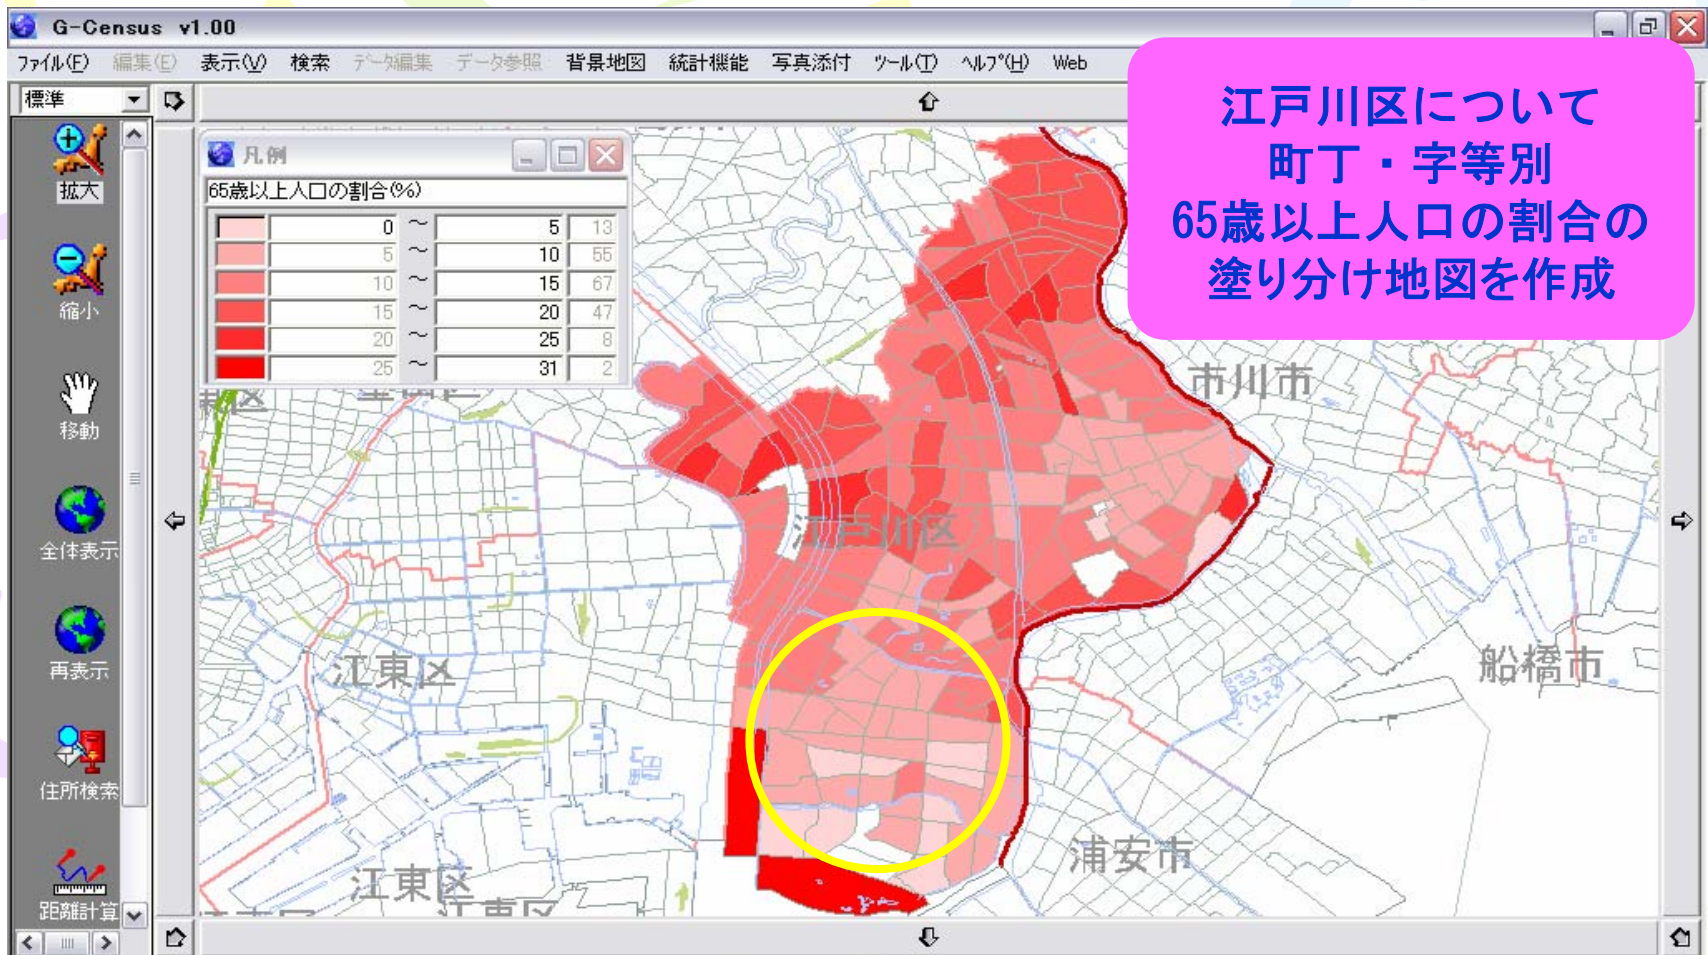 G-Census v1.00
ファイル(F) 編集(E) 表示(V) 検索 データ編集 データ参照 背景地図 統計機能 写真添付 ツール(T) ヘルプ(H) Web
江戸川区について
町丁・字等別
65歳以上人口の割合の
塗り分け地図を作成
標準
拡大
縮小
移動
全体表示
再表示
住所検索
距離計算
凡例
65歳以上人口の割合(%)
0 ～ 5 13
5 ～ 10 55
10 ～ 15 67
15 ～ 20 47
20 ～ 25 8
25 ～ 31 2
市川市
江戸川区
江東区
船橋市
浦安市
江東区
江東区